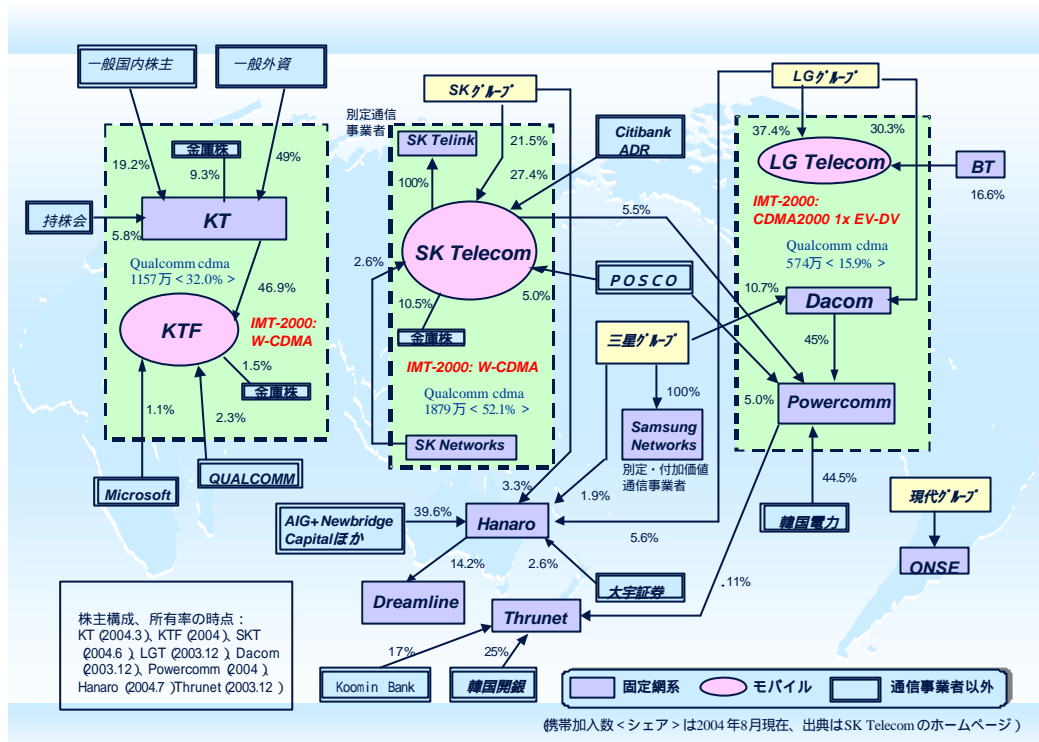 一般国内株主
一般外資
SKグループ
LGグループ
別定通信
事業者
SK Telink
21.5%
Citibank
ADR
37.4%
30.3%
金庫株
9.3%
19.2%
49%
27.4%
100%
LG Telecom
BT
16.6%
持株会
5.8%
KT
5.5%
IMT-2000:
CDMA2000 1x EV-DV
Qualcomm cdma
1157万 < 32.0% >
46.9%
2.6%
SK Telecom
10.5%
5.0%
POSCO
Qualcomm cdma
574万 < 15.9% >
10.7%
Dacom
KTF
IMT-2000:
W-CDMA
1.5%
金庫株
金庫株
IMT-2000: W-CDMA
三星グループ
45%
Qualcomm cdma
1879万 < 52.1% >
100%
5.0%
Powercomm
1.1%
2.3%
SK Networks
Samsung
Networks
別定・付加価値
通信事業者
Microsoft
QUALCOMM
3.3%
1.9%
44.5%
現代グループ
AIG+Newbridge
Capitalほか
39.6%
Hanaro
5.6%
韓国電力
14.2%
2.6%
大宇証券
.11%
ONSE
Dreamline
Thrunet
株主構成、所有率の時点：
KT (2004.3)、KTF (2004)、SKT
(2004.6)、LGT (2003.12)、Dacom
(2003.12)、Powercomm (2004)、
Hanaro (2004.7)Thrunet (2003.12)
17%
25%
Koomin Bank
韓国開銀
固定網系
モバイル
通信事業者以外
(携帯加入数 < シェア > は2004年8月現在、出典はSK Telecomのホームページ)